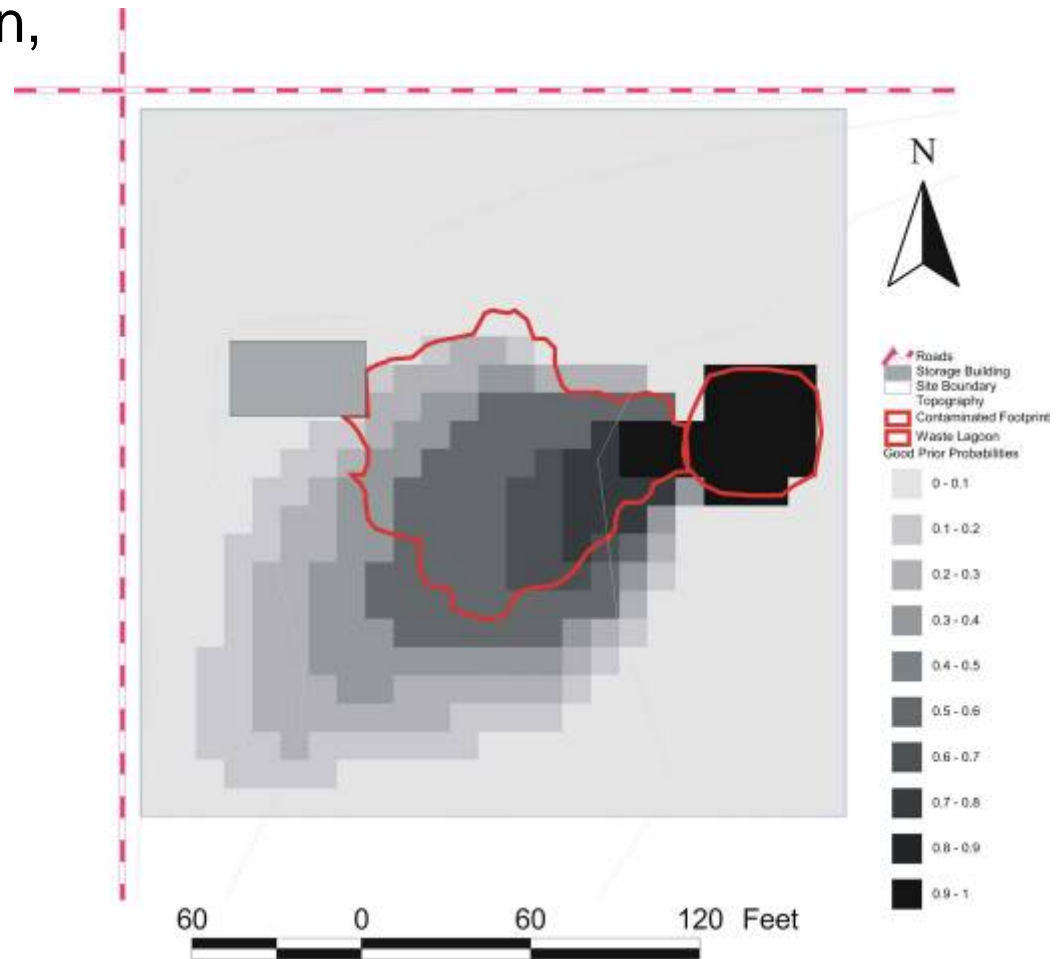 n,
N
Roads
Storage Building
Site Boundary
Topography
Contaminated Footprint
Waste Lagoon
Good Prior Probabilities
0 - 0.1
0.1 - 0.2
0.2 - 0.3
0.3 - 0.4
0.4 - 0.5
0.5 - 0.6
0.6 - 0.7
0.7 - 0.8
0.8 - 0.9
0.9 - 1
60 0 60 120 Feet